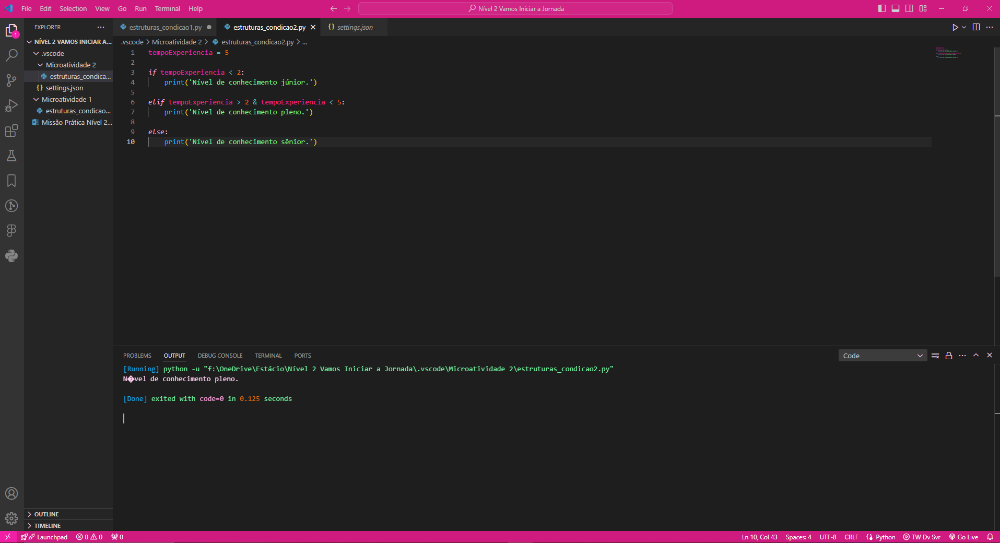 File Edit Selection View Go Run Terminal Help
Nível 2 Vamos Iniciar a Jornada
EXPLORER
NÍVEL 2 VAMOS INICIAR A...
.vscode
Microatividade 2
estruturas_condica...
settings.json
Microatividade 1
estruturas_condicao...
Missão Prática Nível 2...
OUTLINE
TIMELINE
1
estruturas_condicao1.py estruturas_condicao2.py settings.json
.vscode > Microatividade 2 > estruturas_condicao2.py > ...
1 tempoExperiencia = 5
2
3 if tempoExperiencia < 2:
4 print('Nível de conhecimento júnior.')
5
6 elif tempoExperiencia > 2 & tempoExperiencia < 5:
7 print('Nível de conhecimento pleno.')
8
9 else:
10 print('Nível de conhecimento sênior.')
PROBLEMS OUTPUT DEBUG CONSOLE TERMINAL PORTS
Code
[Running] python -u "f:\OneDrive\Estácio\Nível 2 Vamos Iniciar a Jornada\.vscode\Microatividade 2\estruturas_condicao2.py"
N�vel de conhecimento pleno.
[Done] exited with code=0 in 0.125 seconds
Launchpad 0 0 0
Ln 10, Col 43 Spaces: 4 UTF-8 CRLF Python TW Dv Svr Go Live